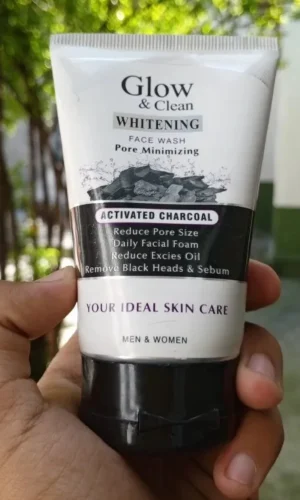 Glow
& Clean
WHITENING
FACE WASH
Pore Minimizing
ACTIVATED CHARCOAL
Reduce Pore Size
Daily Facial Foam
Reduce Excies Oil
Remove Black Heads & Sebum
YOUR IDEAL SKIN CARE
MEN & WOMEN